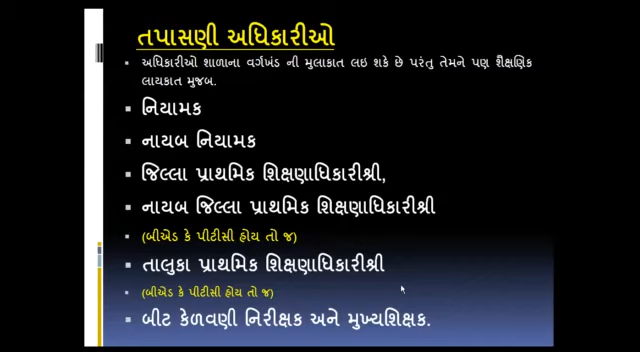 તપાસણી અધિકારીઓ
અધિકારીઓ શાળાના વર્ગખંડ ની મુલાકાત લઇ શકે છે પરંતુ તેમને પણ શૈક્ષણિક
લાયકાત મુજબ.
નિયામક
નાયબ નિયામક
જિલ્લા પ્રાથમિક શિક્ષણાધિકારીશ્રી,
નાયબ જિલ્લા પ્રાથમિક શિક્ષણાધિકારીશ્રી
(બીએડ કે પીટીસી હોય તો જ)
તાલુકા પ્રાથમિક શિક્ષણાધિકારીશ્રી
(બીએડ કે પીટીસી હોય તો જ)
બીટ કેળવણી નિરીક્ષક અને મુખ્યશિક્ષક.